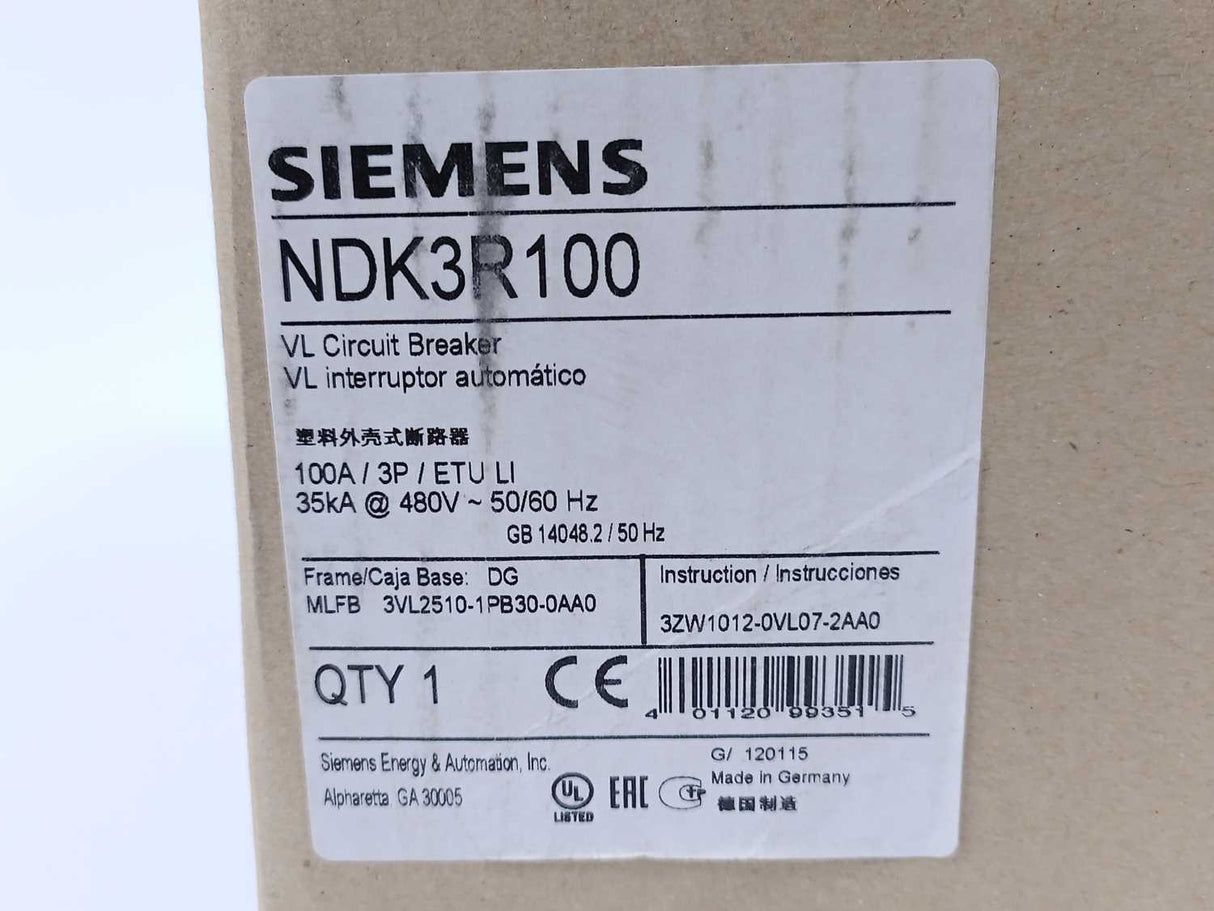 SIEMENS
NDK3R100
VL Circuit Breaker
VL interruptor automático
塑料外壳式断路器
100A / 3P / ETU LI
35kA @ 480V ~ 50/60 Hz
GB 14048.2 / 50 Hz
Frame/Caja Base: DG
MLFB 3VL2510-1PB30-0AA0
Instruction / Instrucciones
3ZW1012-0VL07-2AA0
QTY 1
CE
4 01120 99351 5
Siemens Energy & Automation, Inc.
Alpharetta GA 30005
UL
LISTED
EAC
G/ 120115
Made in Germany
德国制造